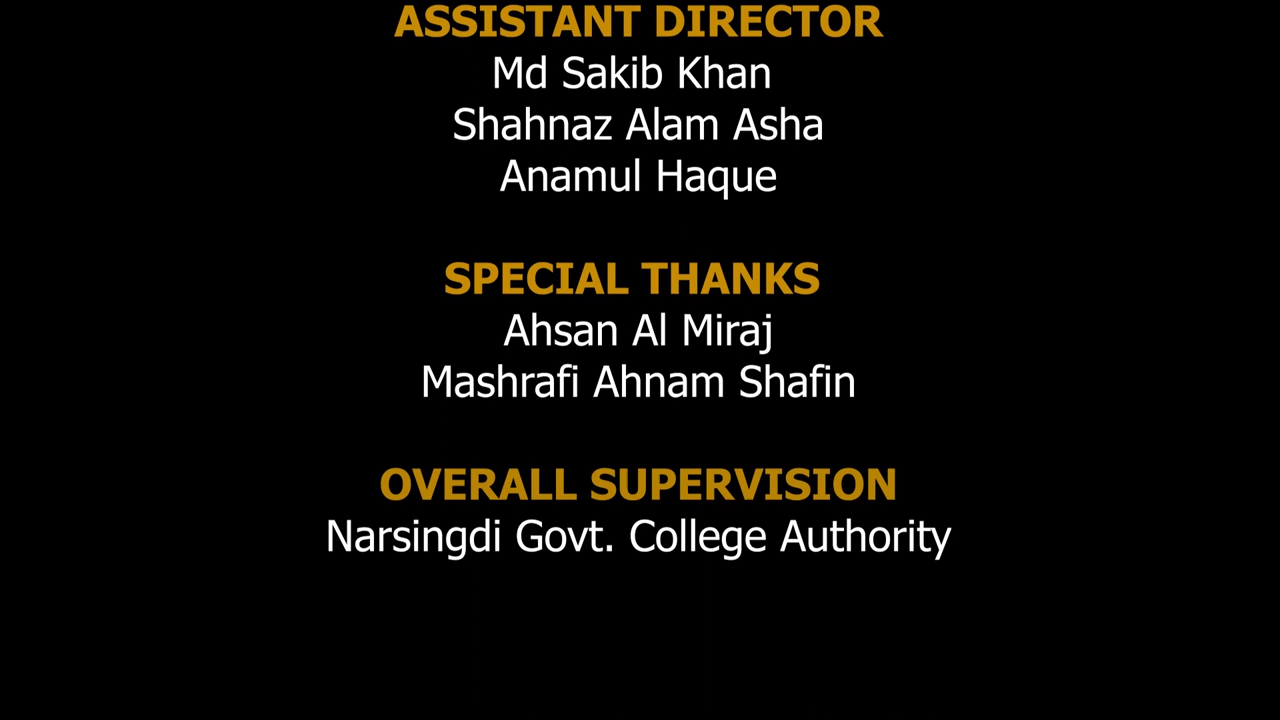 ASSISTANT DIRECTOR
Md Sakib Khan
Shahnaz Alam Asha
Anamul Haque
SPECIAL THANKS
Ahsan Al Miraj
Mashrafi Ahnam Shafin
OVERALL SUPERVISION
Narsingdi Govt. College Authority